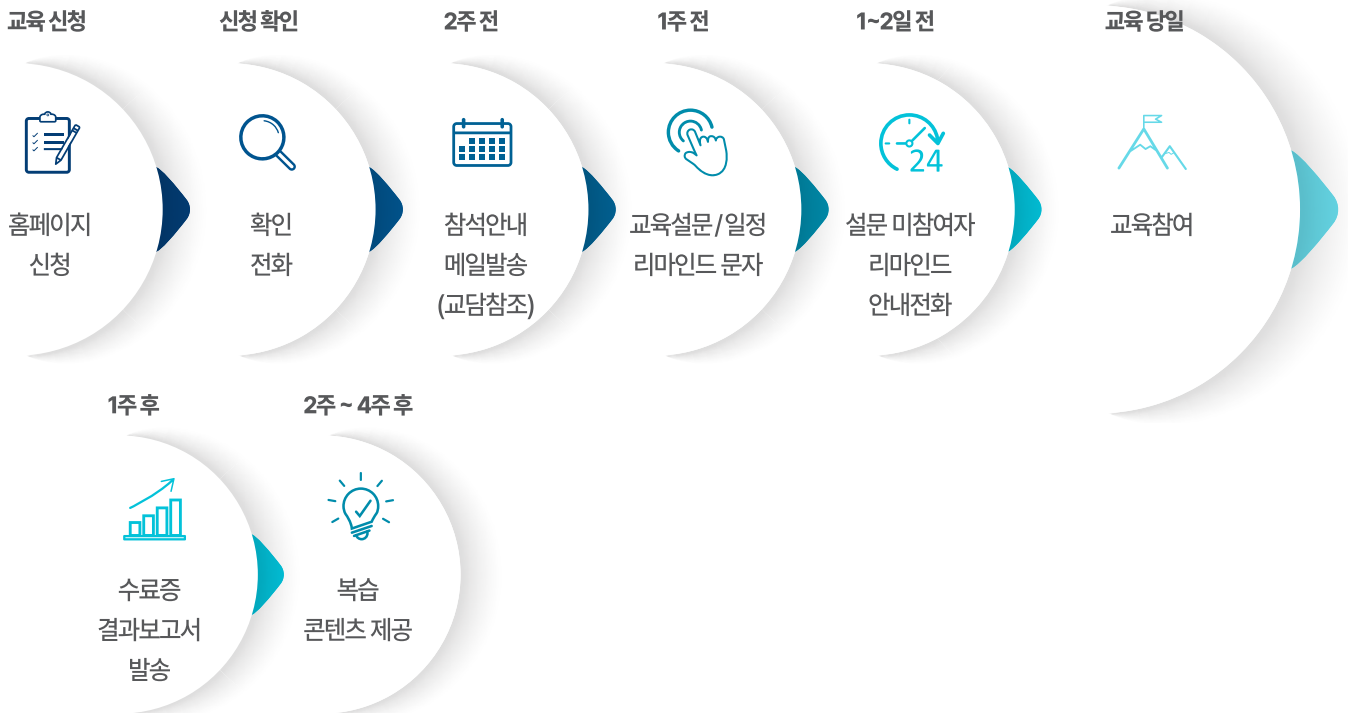 교육 신청
홈페이지
신청
신청 확인
확인
전화
2주 전
참석안내
메일발송
(교담참조)
1주 전
교육설문/일정
리마인드 문자
1~2일 전
24
설문 미참여자
리마인드
안내전화
교육 당일
교육참여
1주 후
수료증
결과보고서
발송
2주 ~ 4주 후
복습
콘텐츠 제공